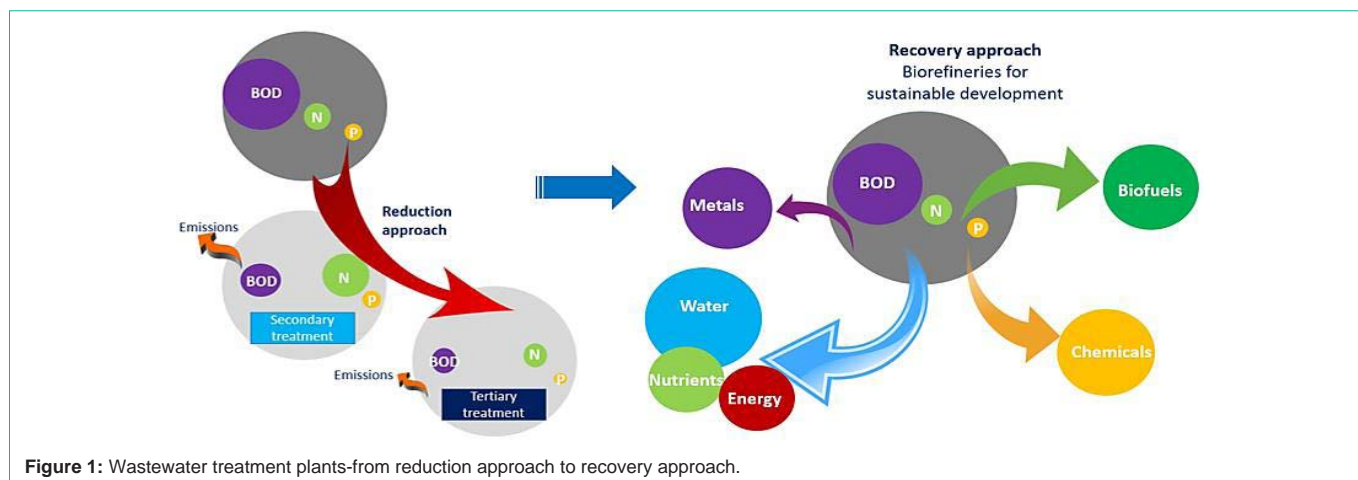 BOD
N
P
Reduction
approach
Emissions
BOD
N
P
Secondary
treatment
Emissions
BOD
N
P
Tertiary
treatment
Recovery approach
Biorefineries for
sustainable development
BOD
N
P
Metals
Biofuels
Water
Nutrients
Energy
Chemicals
Figure 1: Wastewater treatment plants-from reduction approach to recovery approach.